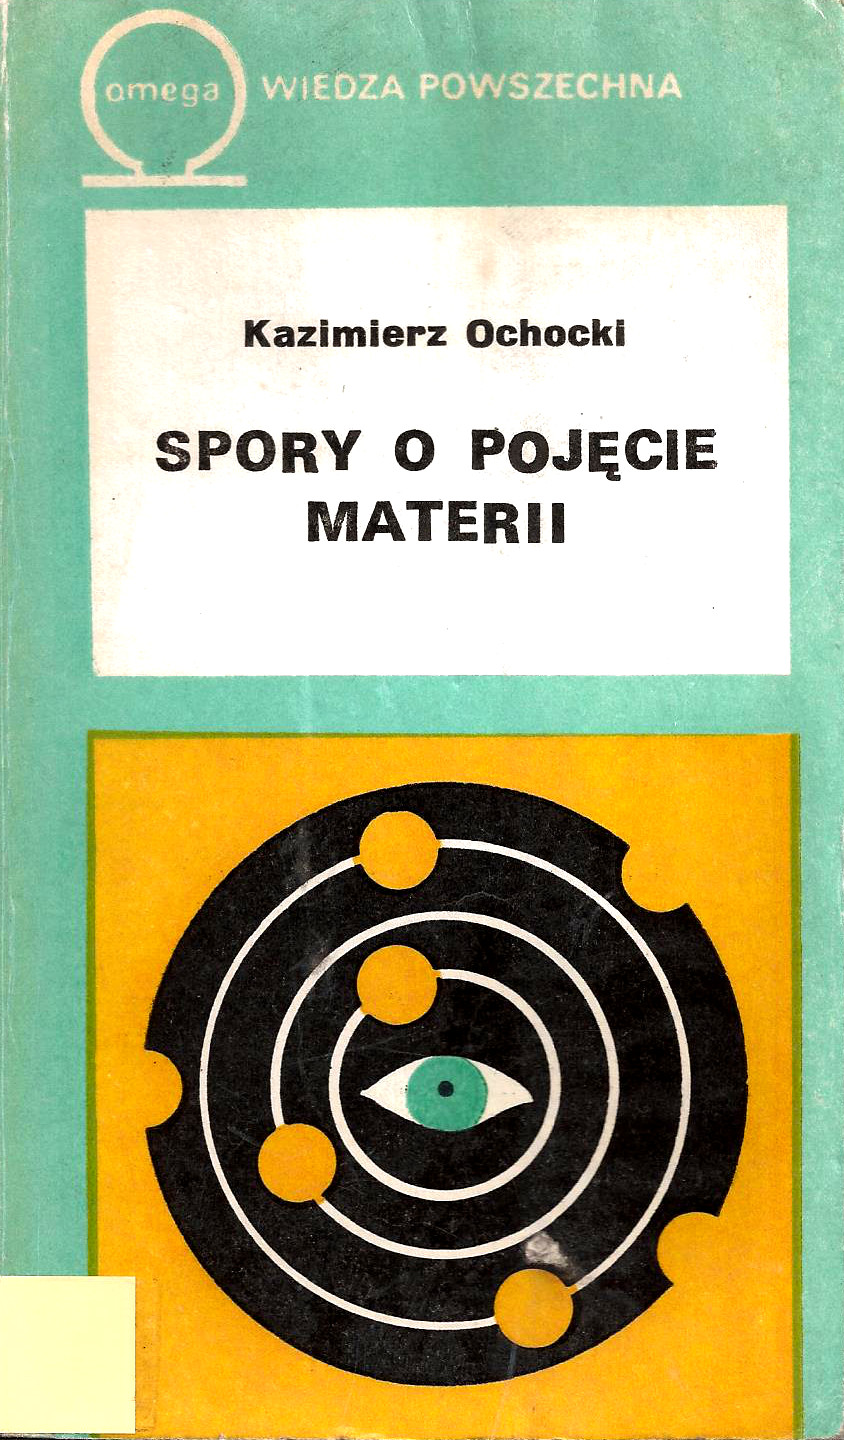 omega WIEDZA POWSZECHNA
Kazimierz Ochocki
SPORY O POJĘCIE
MATERII